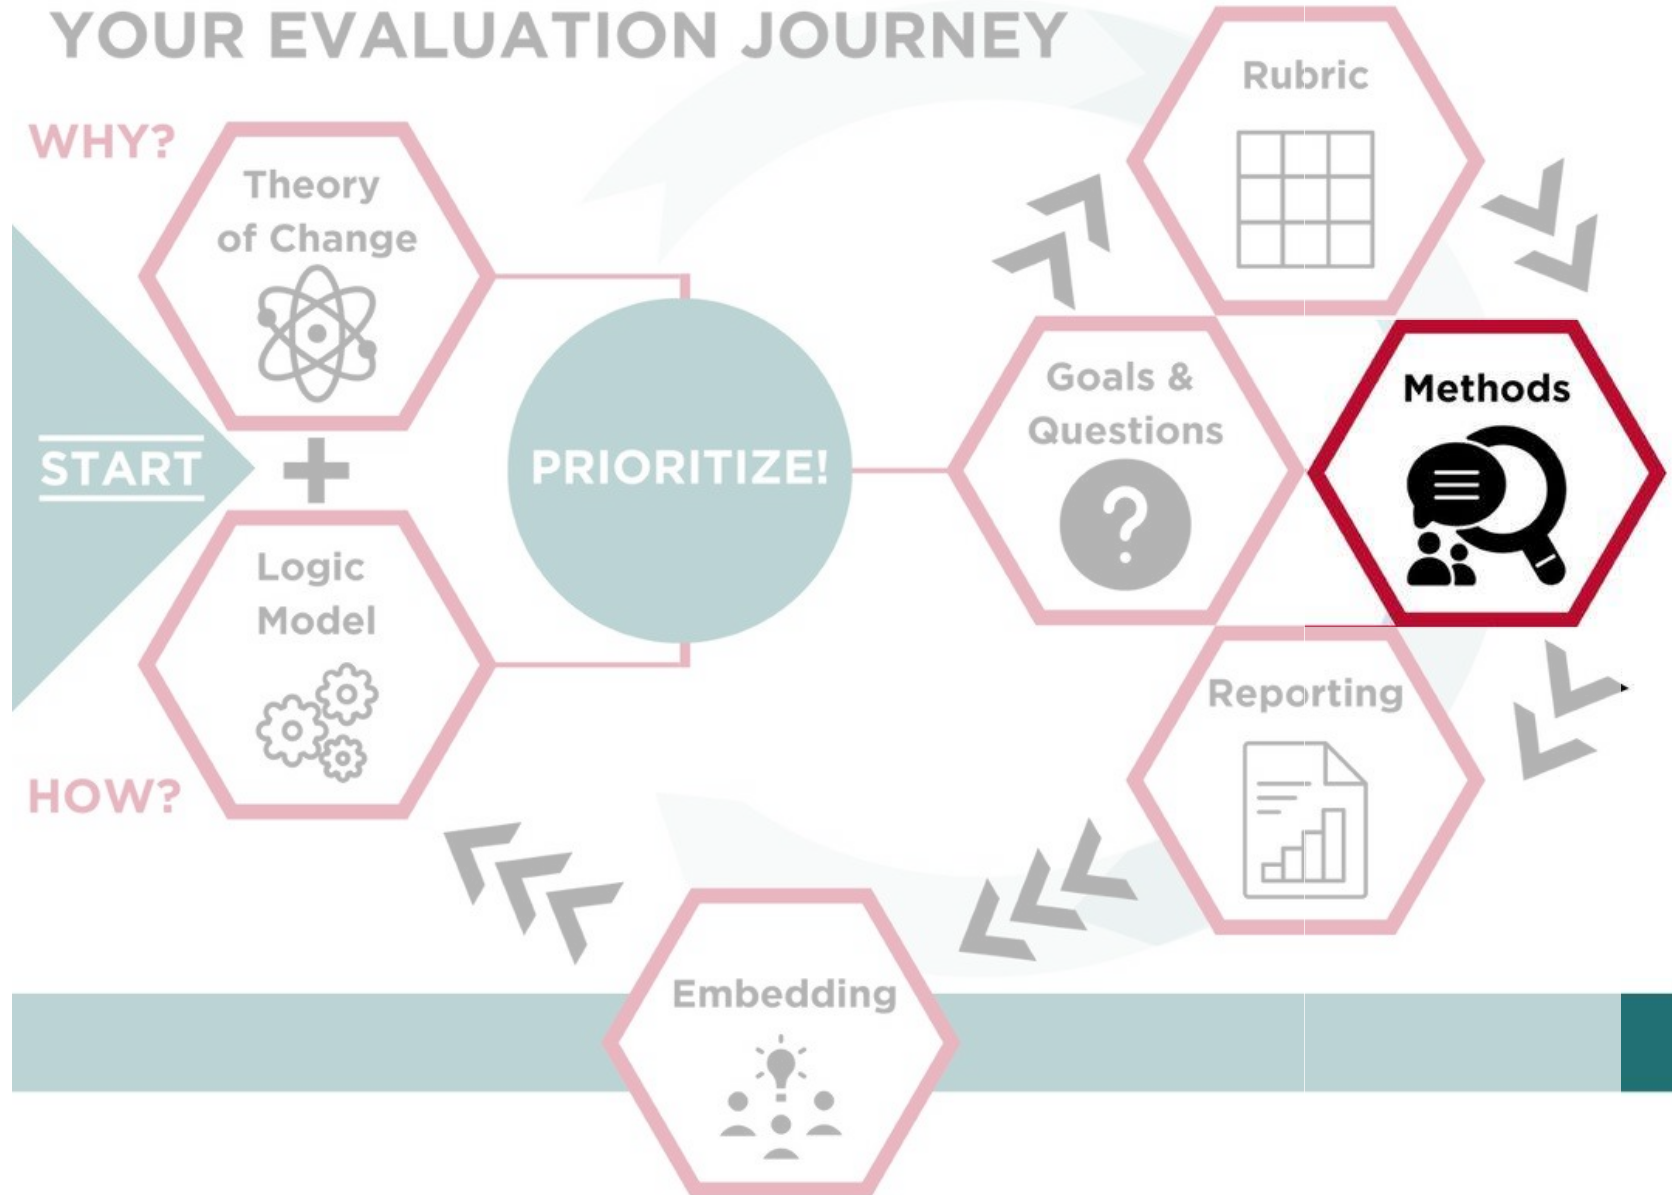 YOUR EVALUATION JOURNEY
WHY?
Theory
of Change
START
Logic
Model
HOW?
PRIORITIZE!
Goals &
Questions
Rubric
Methods
Reporting
Embedding